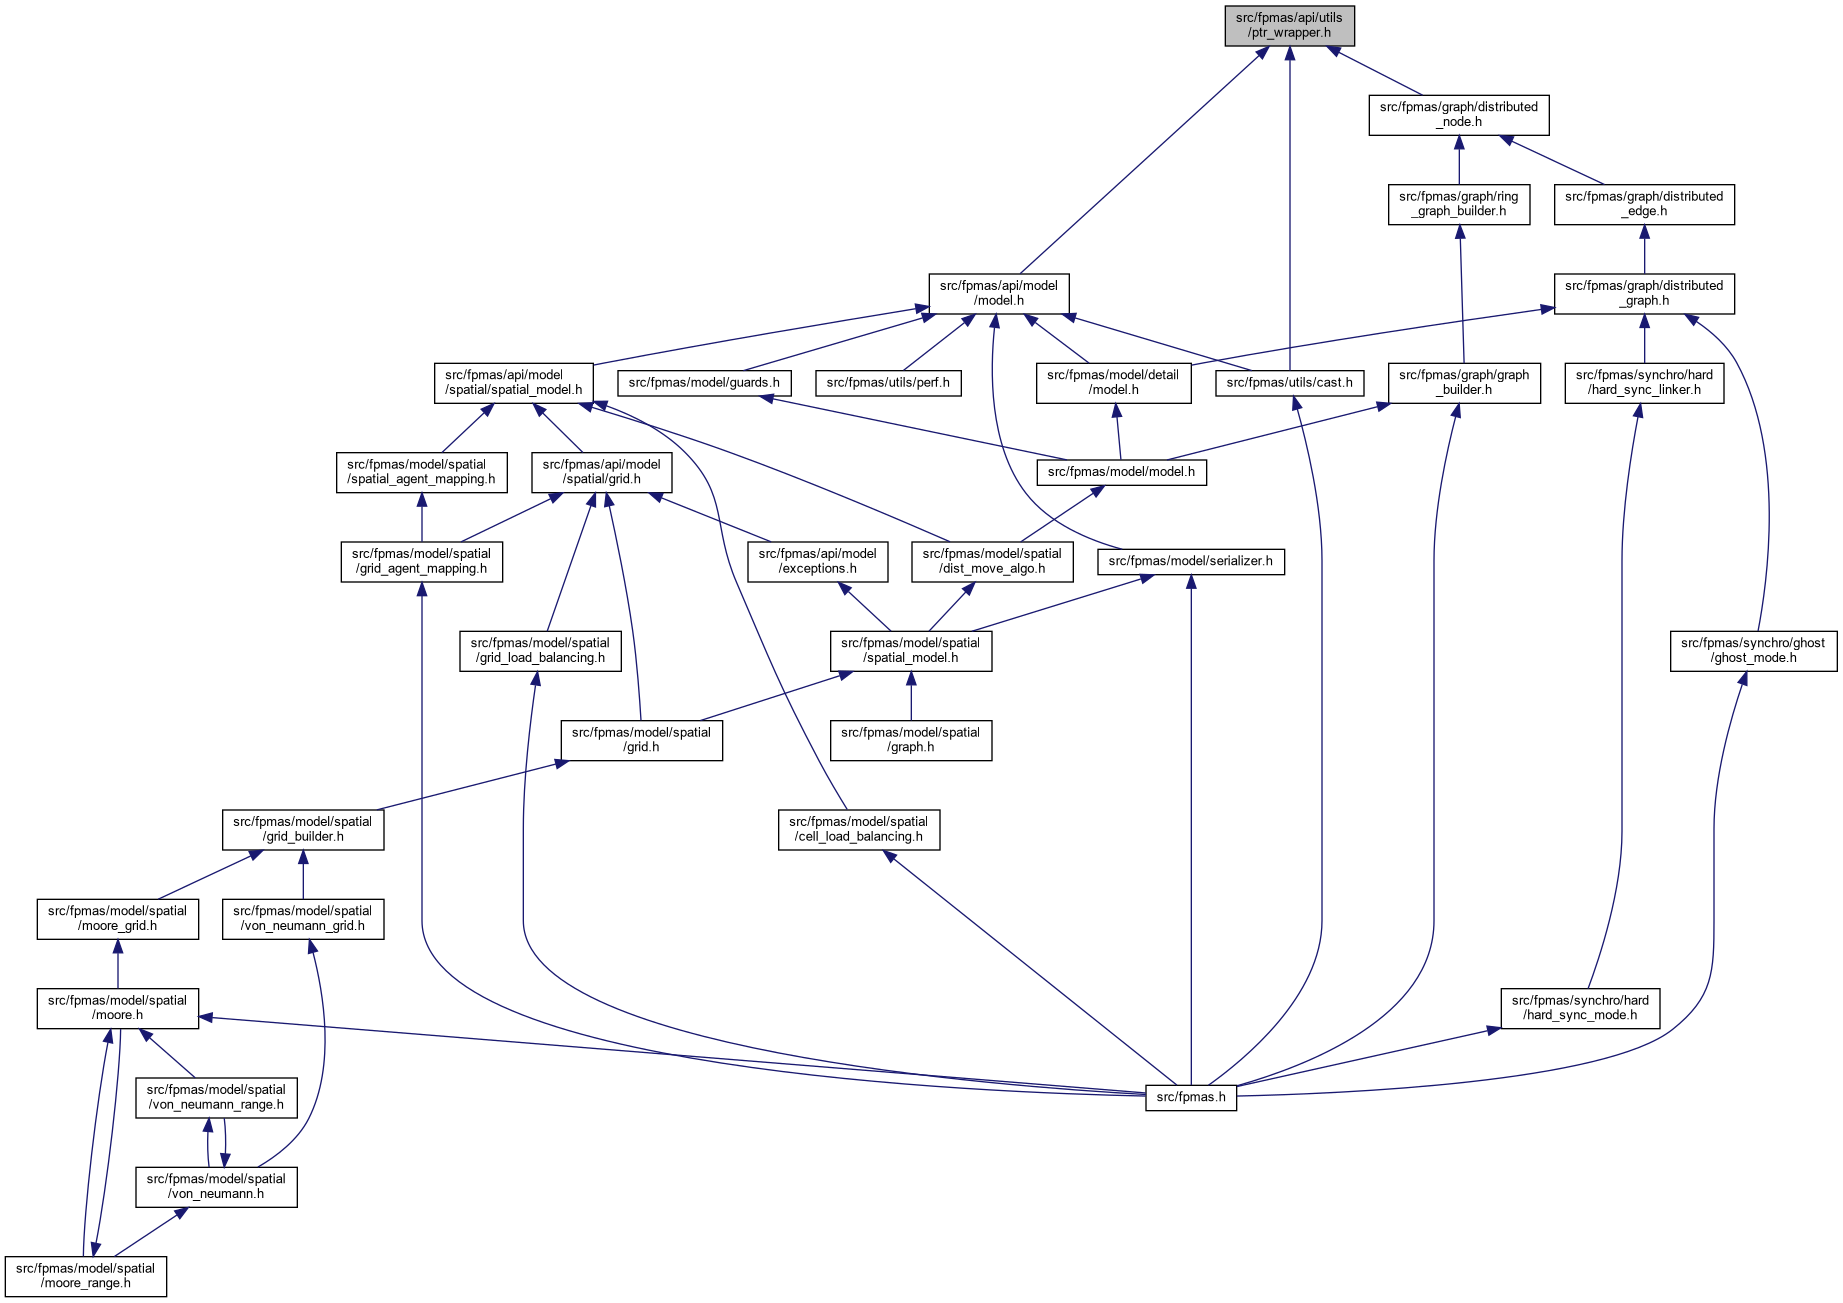 src/fpmas/api/utils
/ptr_wrapper.h
src/fpmas/graph/distributed
_node.h
src/fpmas/graph/ring
_graph_builder.h
src/fpmas/graph/distributed
_edge.h
src/fpmas/api/model
/model.h
src/fpmas/graph/distributed
_graph.h
src/fpmas/api/model
/spatial/spatial_model.h
src/fpmas/model/guards.h
src/fpmas/utils/perf.h
src/fpmas/model/detail
/model.h
src/fpmas/utils/cast.h
src/fpmas/graph/graph
_builder.h
src/fpmas/synchro/hard
/hard_sync_linker.h
src/fpmas/model/spatial
/spatial_agent_mapping.h
src/fpmas/api/model
/spatial/grid.h
src/fpmas/model/model.h
src/fpmas/model/spatial
/grid_agent_mapping.h
src/fpmas/api/model
/exceptions.h
src/fpmas/model/spatial
/dist_move_algo.h
src/fpmas/model/serializer.h
src/fpmas/model/spatial
/grid_load_balancing.h
src/fpmas/model/spatial
/spatial_model.h
src/fpmas/synchro/ghost
/ghost_mode.h
src/fpmas/model/spatial
/grid.h
src/fpmas/model/spatial
/graph.h
src/fpmas/model/spatial
/grid_builder.h
src/fpmas/model/spatial
/cell_load_balancing.h
src/fpmas/model/spatial
/moore_grid.h
src/fpmas/model/spatial
/von_neumann_grid.h
src/fpmas/model/spatial
/moore.h
src/fpmas/synchro/hard
/hard_sync_mode.h
src/fpmas/model/spatial
/von_neumann_range.h
src/fpmas.h
src/fpmas/model/spatial
/von_neumann.h
src/fpmas/model/spatial
/moore_range.h